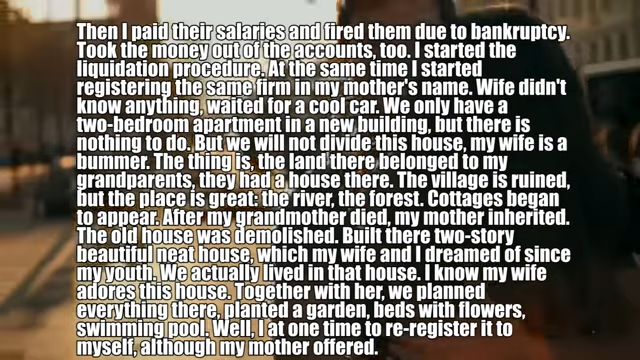 Then I paid their salaries and fired them due to bankruptcy.
Took the money out of the accounts, too. I started the
liquidation procedure. At the same time I started
registering the same firm in my mother's name. Wife didn't
know anything, waited for a cool car. We only have a
two-bedroom apartment in a new building, but there is
nothing to do. But we will not divide this house, my wife is a
bummer. The thing is, the land there belonged to my
grandparents, they had a house there. The village is ruined,
but the place is great: the river, the forest. Cottages began
to appear. After my grandmother died, my mother inherited.
The old house was demolished. Built there two-story
beautiful neat house, which my wife and I dreamed of since
my youth. We actually lived in that house. I know my wife
adores this house. Together with her, we planned
everything there, planted a garden, beds with flowers,
swimming pool. Well, I at one time to re-register it to
myself, although my mother offered.